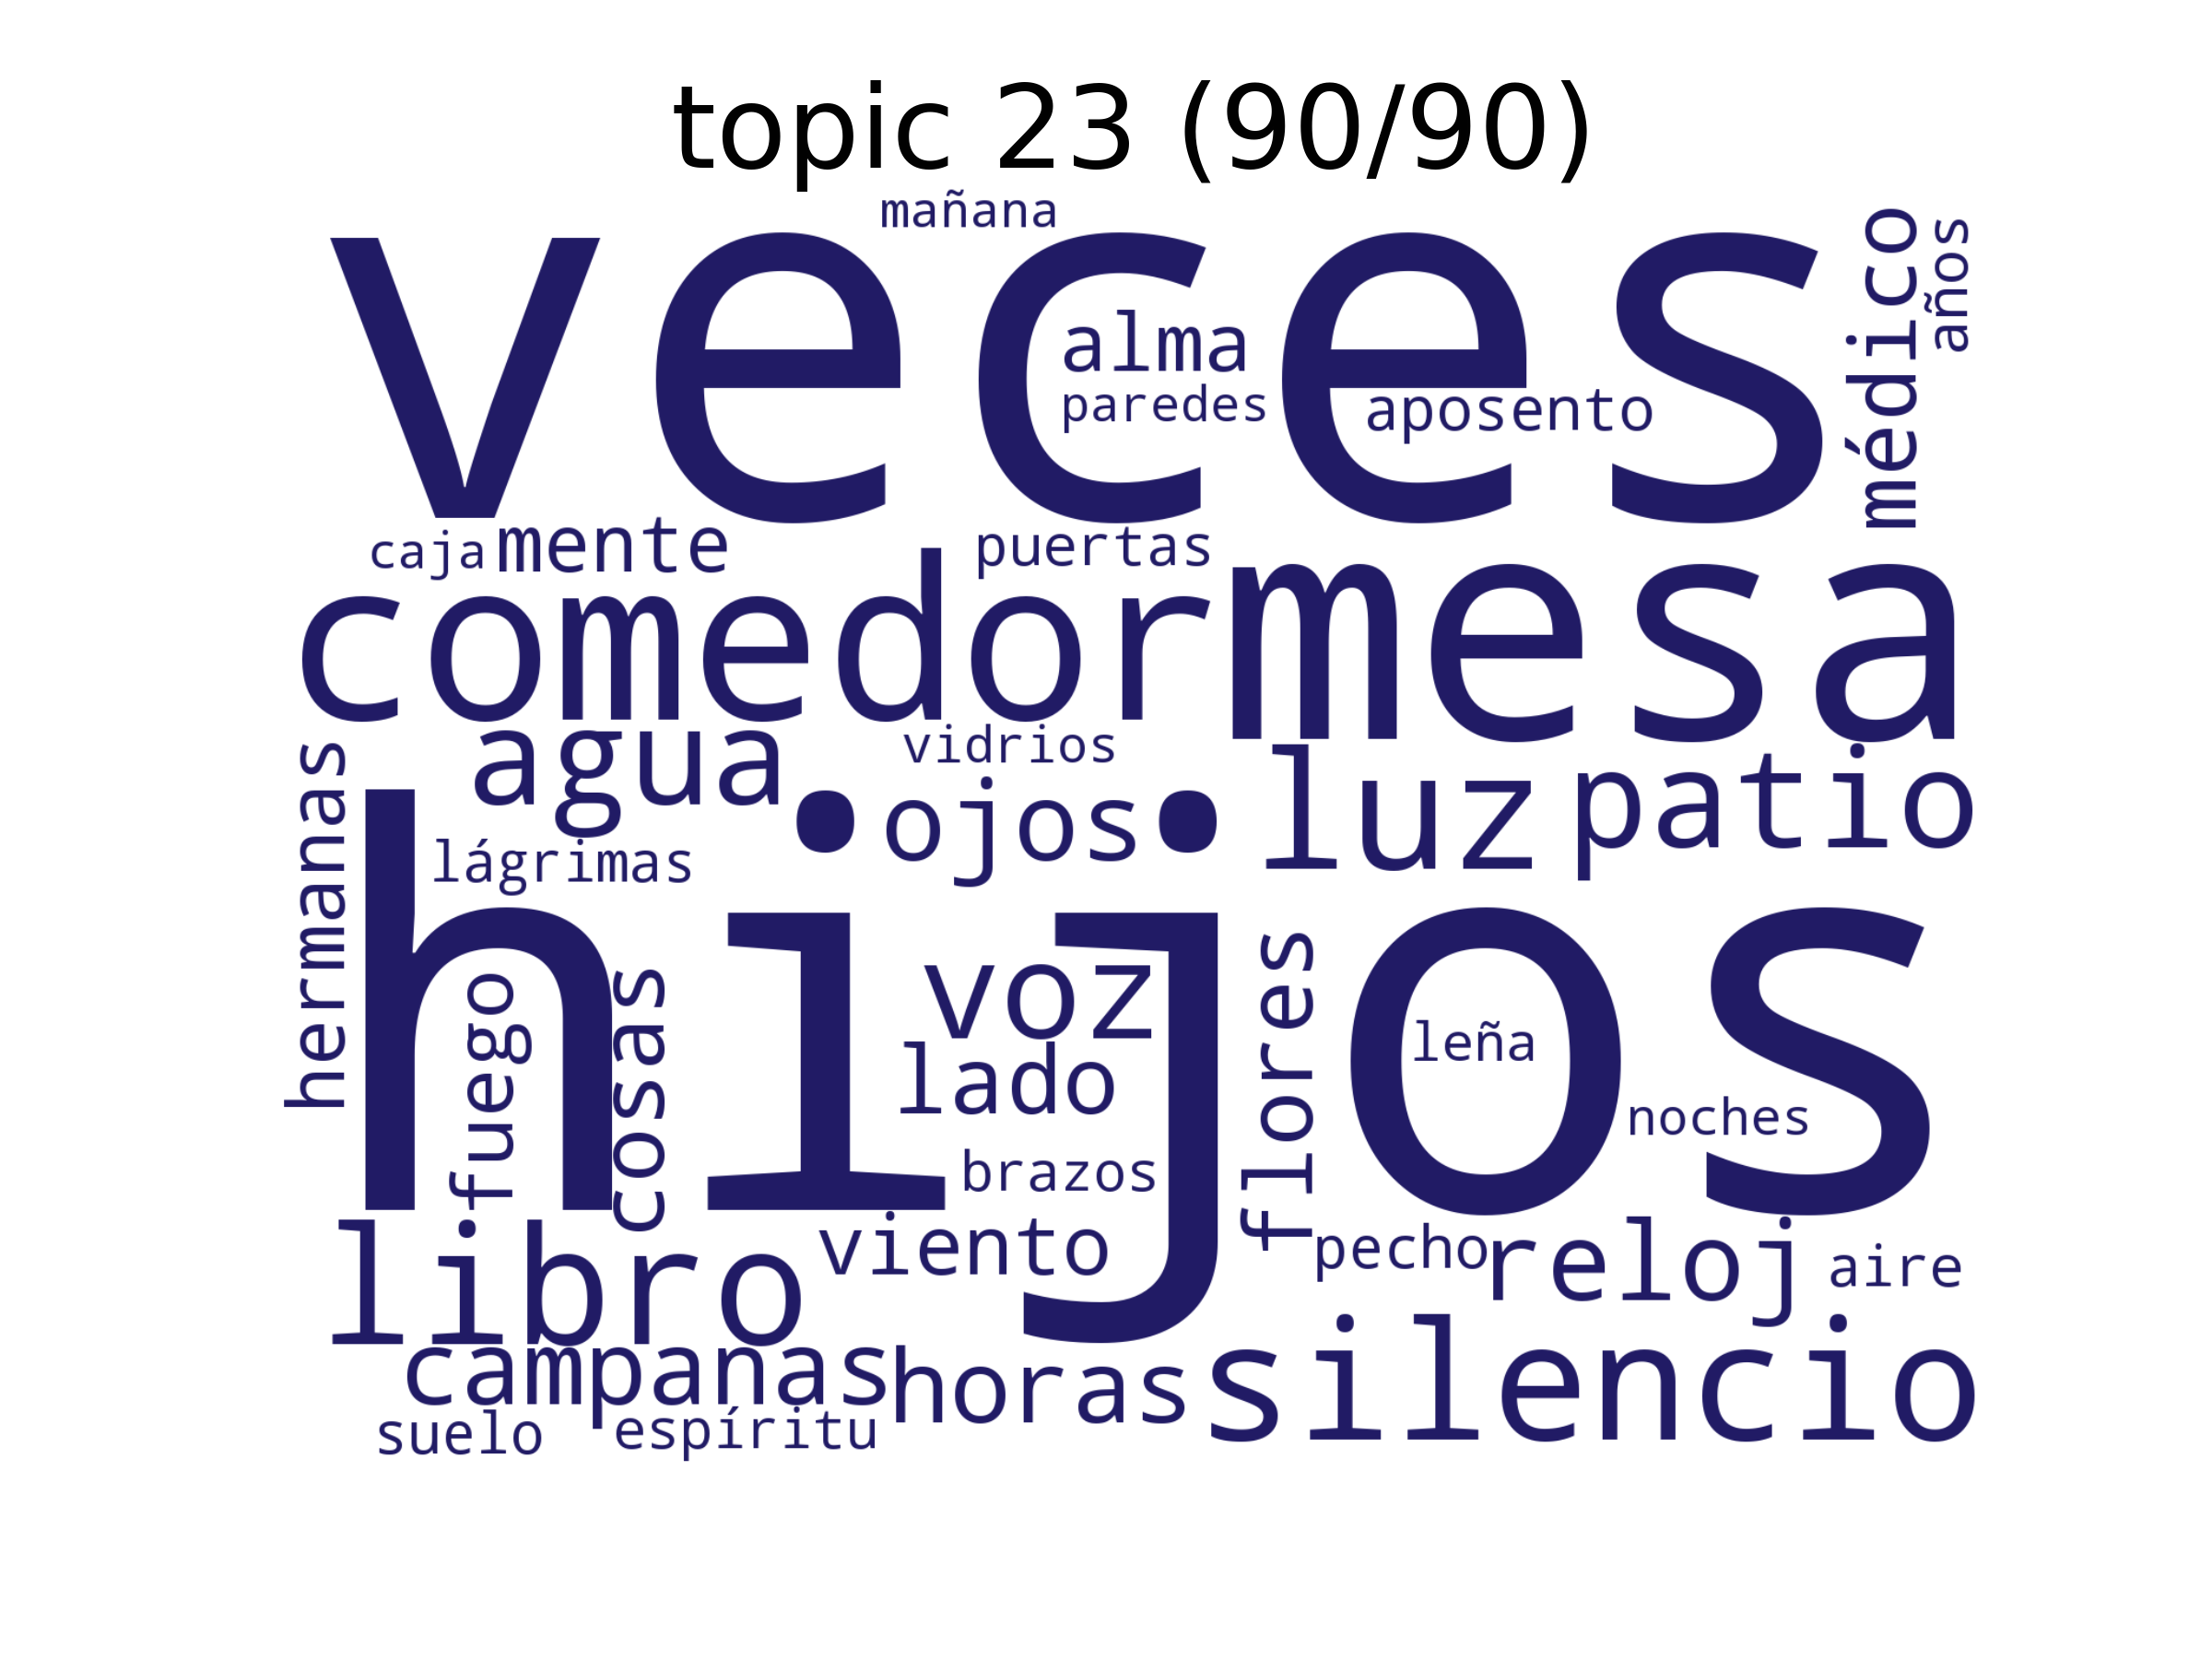 topic 23 (90/90)
mañana
veces
médico
años
alma
paredes
aposento
caja
mente
puertas
comedor
mesa
agua
vidrios
ojos
luz
patio
hermanas
lágrimas
hijos
fuego
cosas
voz
lado
brazos
flores
leña
noches
libro
viento
pecho
reloj
aire
campanas
horas
silencio
suelo
espíritu